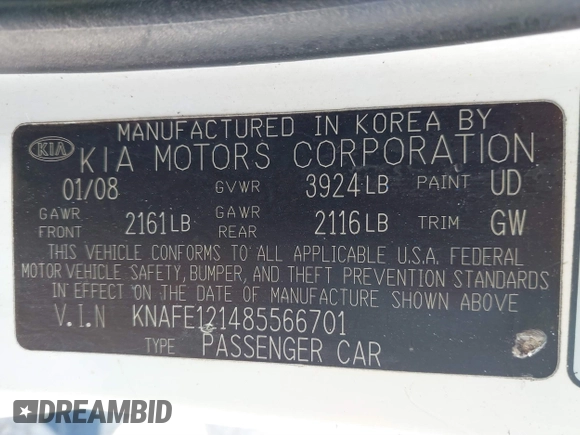 MANUFACTURED IN KOREA BY
KIA KIA MOTORS CORPORATION
01/08 GVWR 3924LB PAINT UD
GAWR FRONT 2161LB GAWR REAR 2116LB TRIM GW
THIS VEHICLE CONFORMS TO ALL APPLICABLE U.S.A. FEDERAL
MOTOR VEHICLE SAFETY, BUMPER, AND THEFT PREVENTION STANDARDS
IN EFFECT ON THE DATE OF MANUFACTURE SHOWN ABOVE
V.I.N KNAFE121485566701
TYPE PASSENGER CAR
DREAMBID